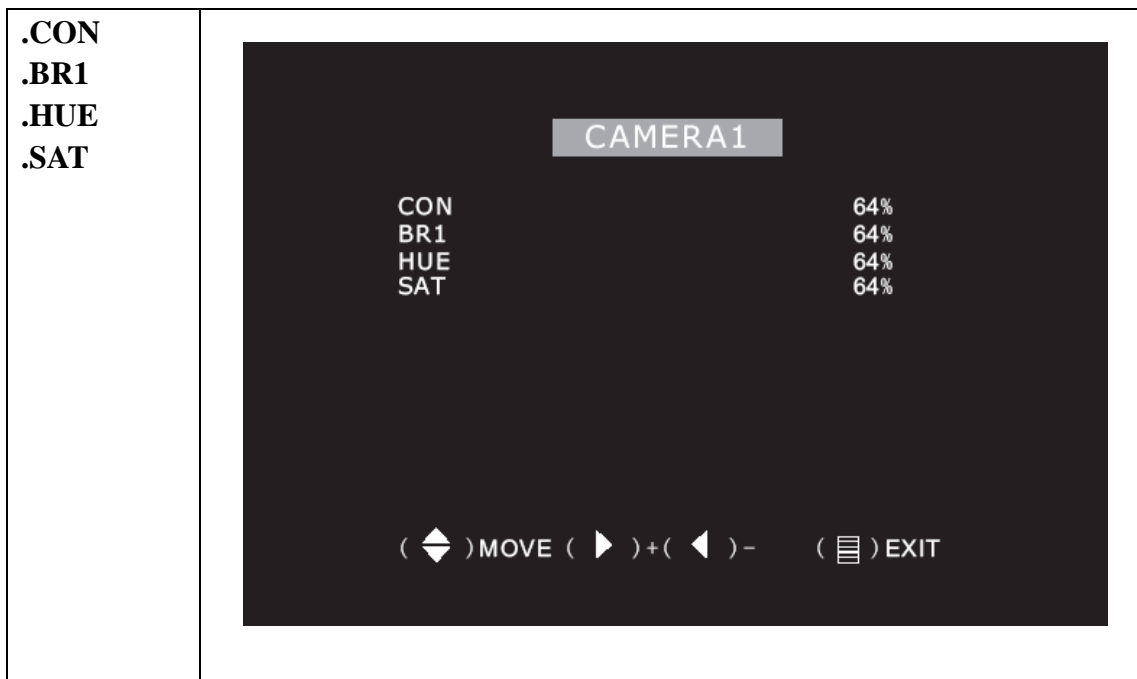 .CON
.BR1
.HUE
.SAT
CAMERA1
CON 64%
BR1 64%
HUE 64%
SAT 64%
( )MOVE ( )+( )- ( )EXIT